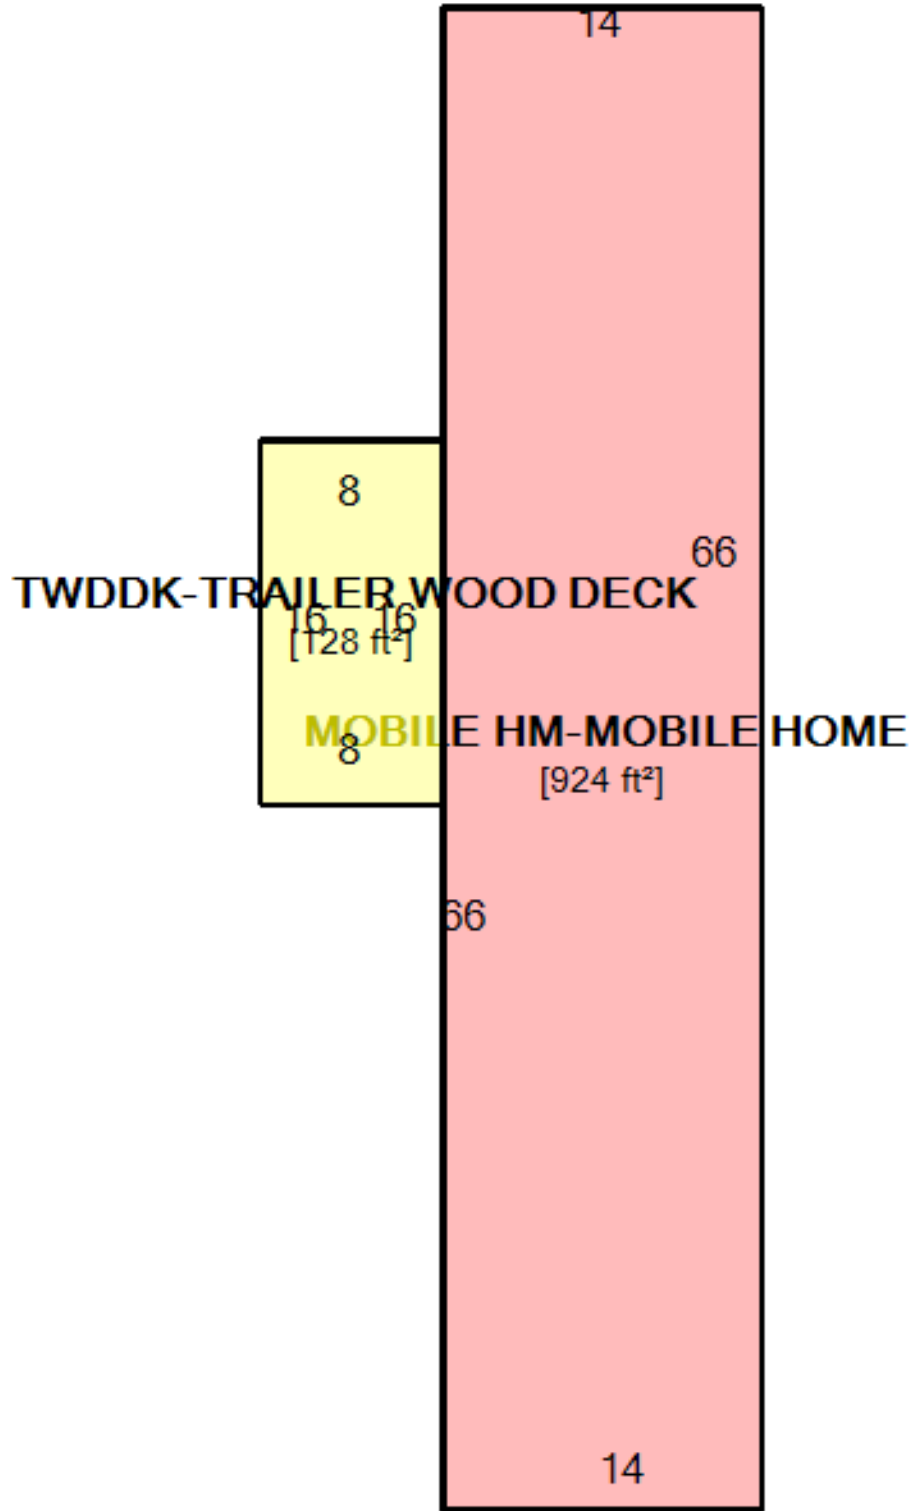 14
8
66
TWDDK-TRAILER WOOD DECK
16 16
[128 ft²]
MOBILE HM-MOBILE HOME
8
[924 ft²]
66
14